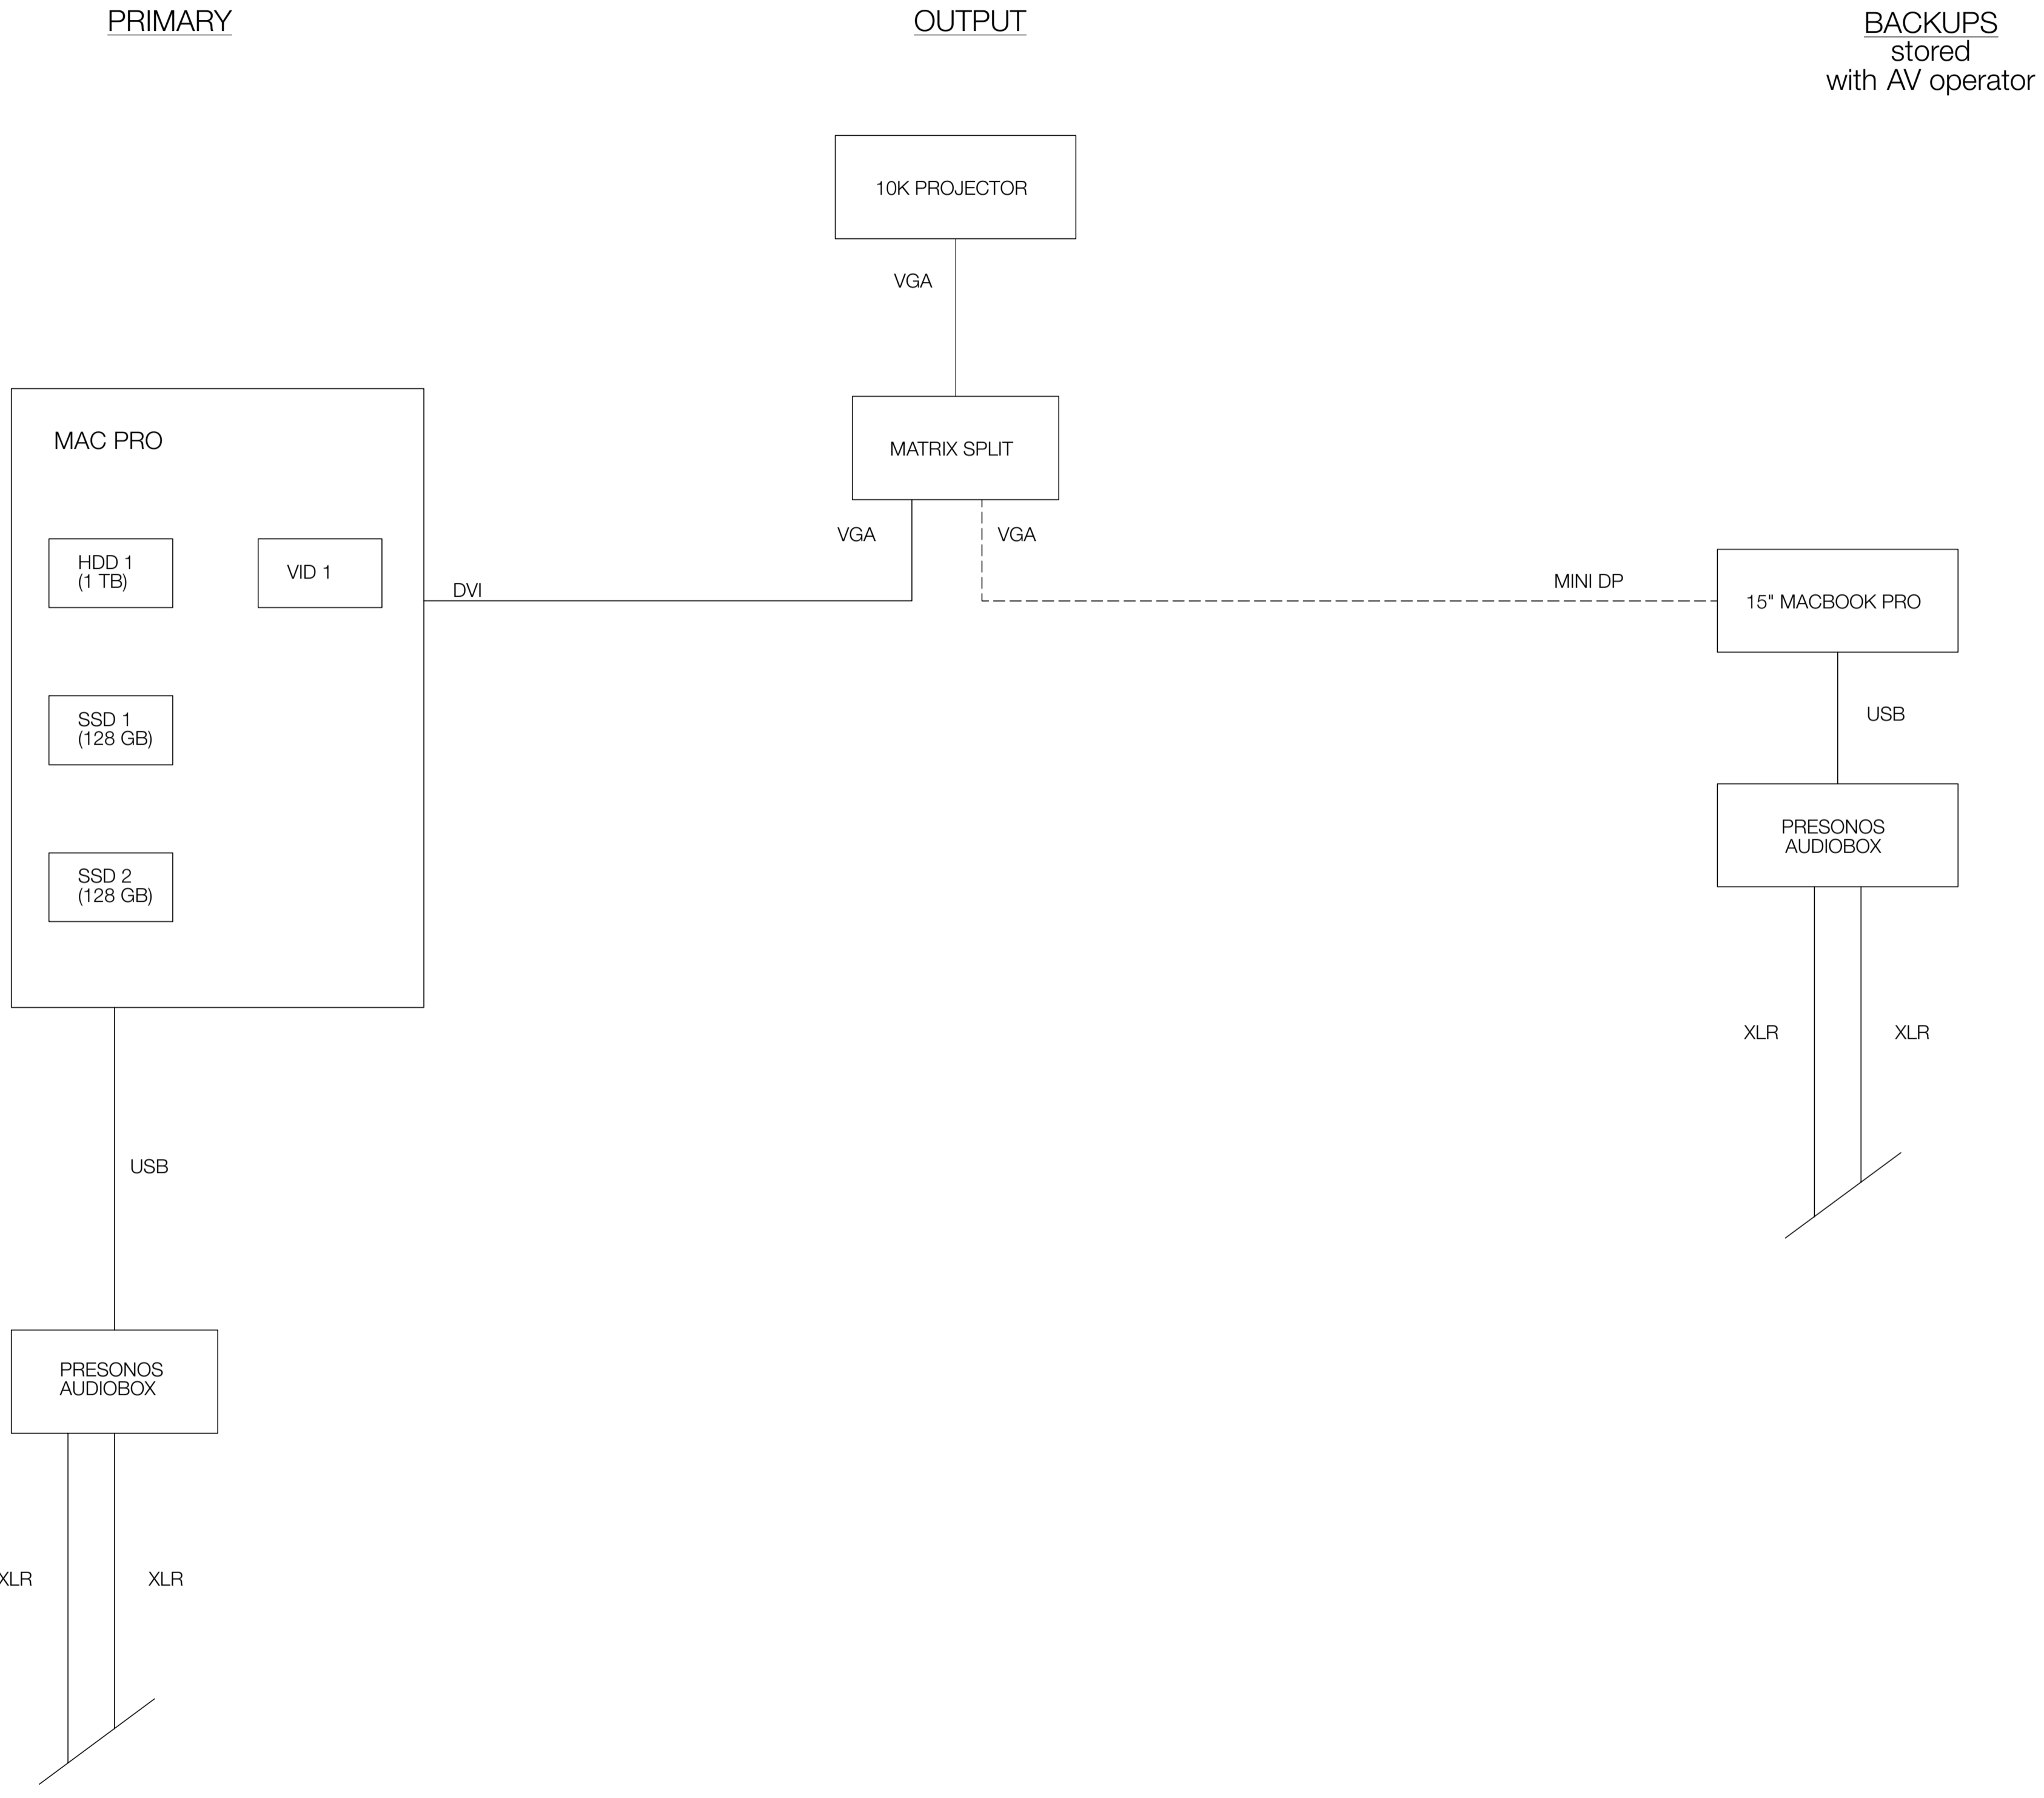 PRIMARY
OUTPUT
BACKUPS
stored
with AV operator
10K PROJECTOR
VGA
MAC PRO
MATRIX SPLIT
HDD 1
(1 TB)
VID 1
VGA
VGA
DVI
MINI DP
15" MACBOOK PRO
SSD 1
(128 GB)
USB
PRESONOS
AUDIOBOX
SSD 2
(128 GB)
XLR
XLR
USB
PRESONOS
AUDIOBOX
XLR
XLR